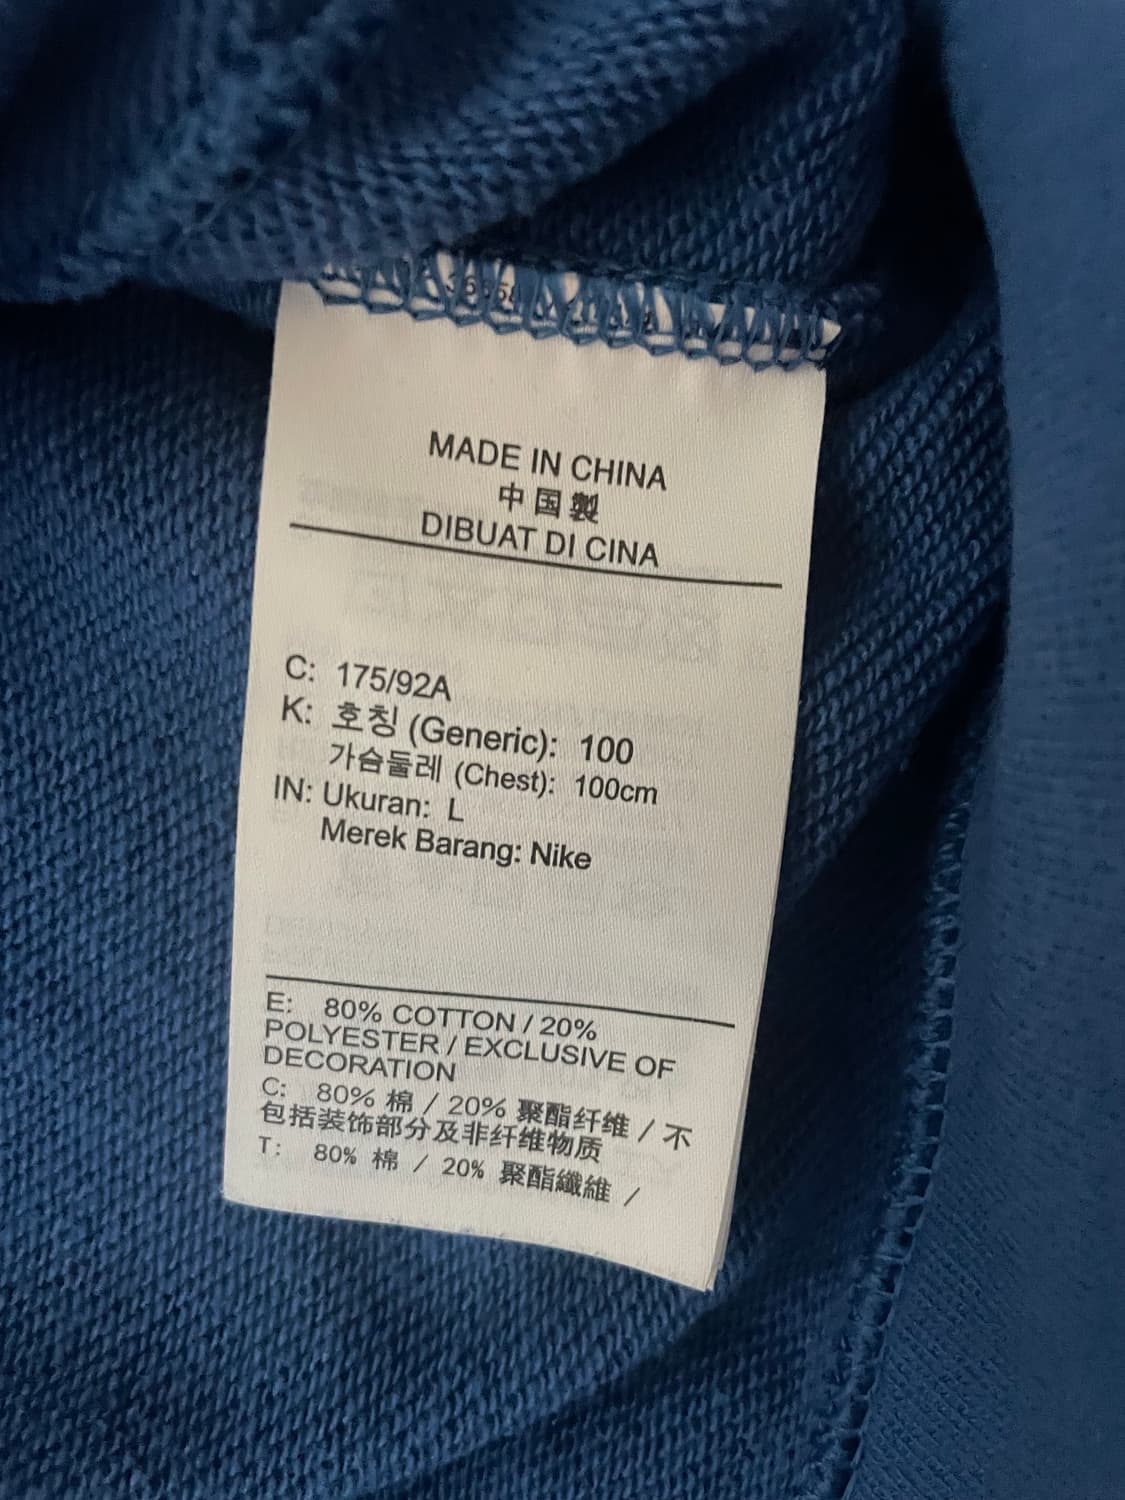 MADE IN CHINA
中国製
DIBUAT DI CINA
C: 175/92A
K: 호칭 (Generic): 100
가슴둘레 (Chest): 100cm
IN: Ukuran: L
Merek Barang: Nike
E: 80% COTTON / 20%
POLYESTER / EXCLUSIVE OF
DECORATION
C: 80% 棉 / 20% 聚酯纤维 / 不
包括装饰部分及非纤维物质
T: 80% 棉 / 20% 聚酯纖維 /